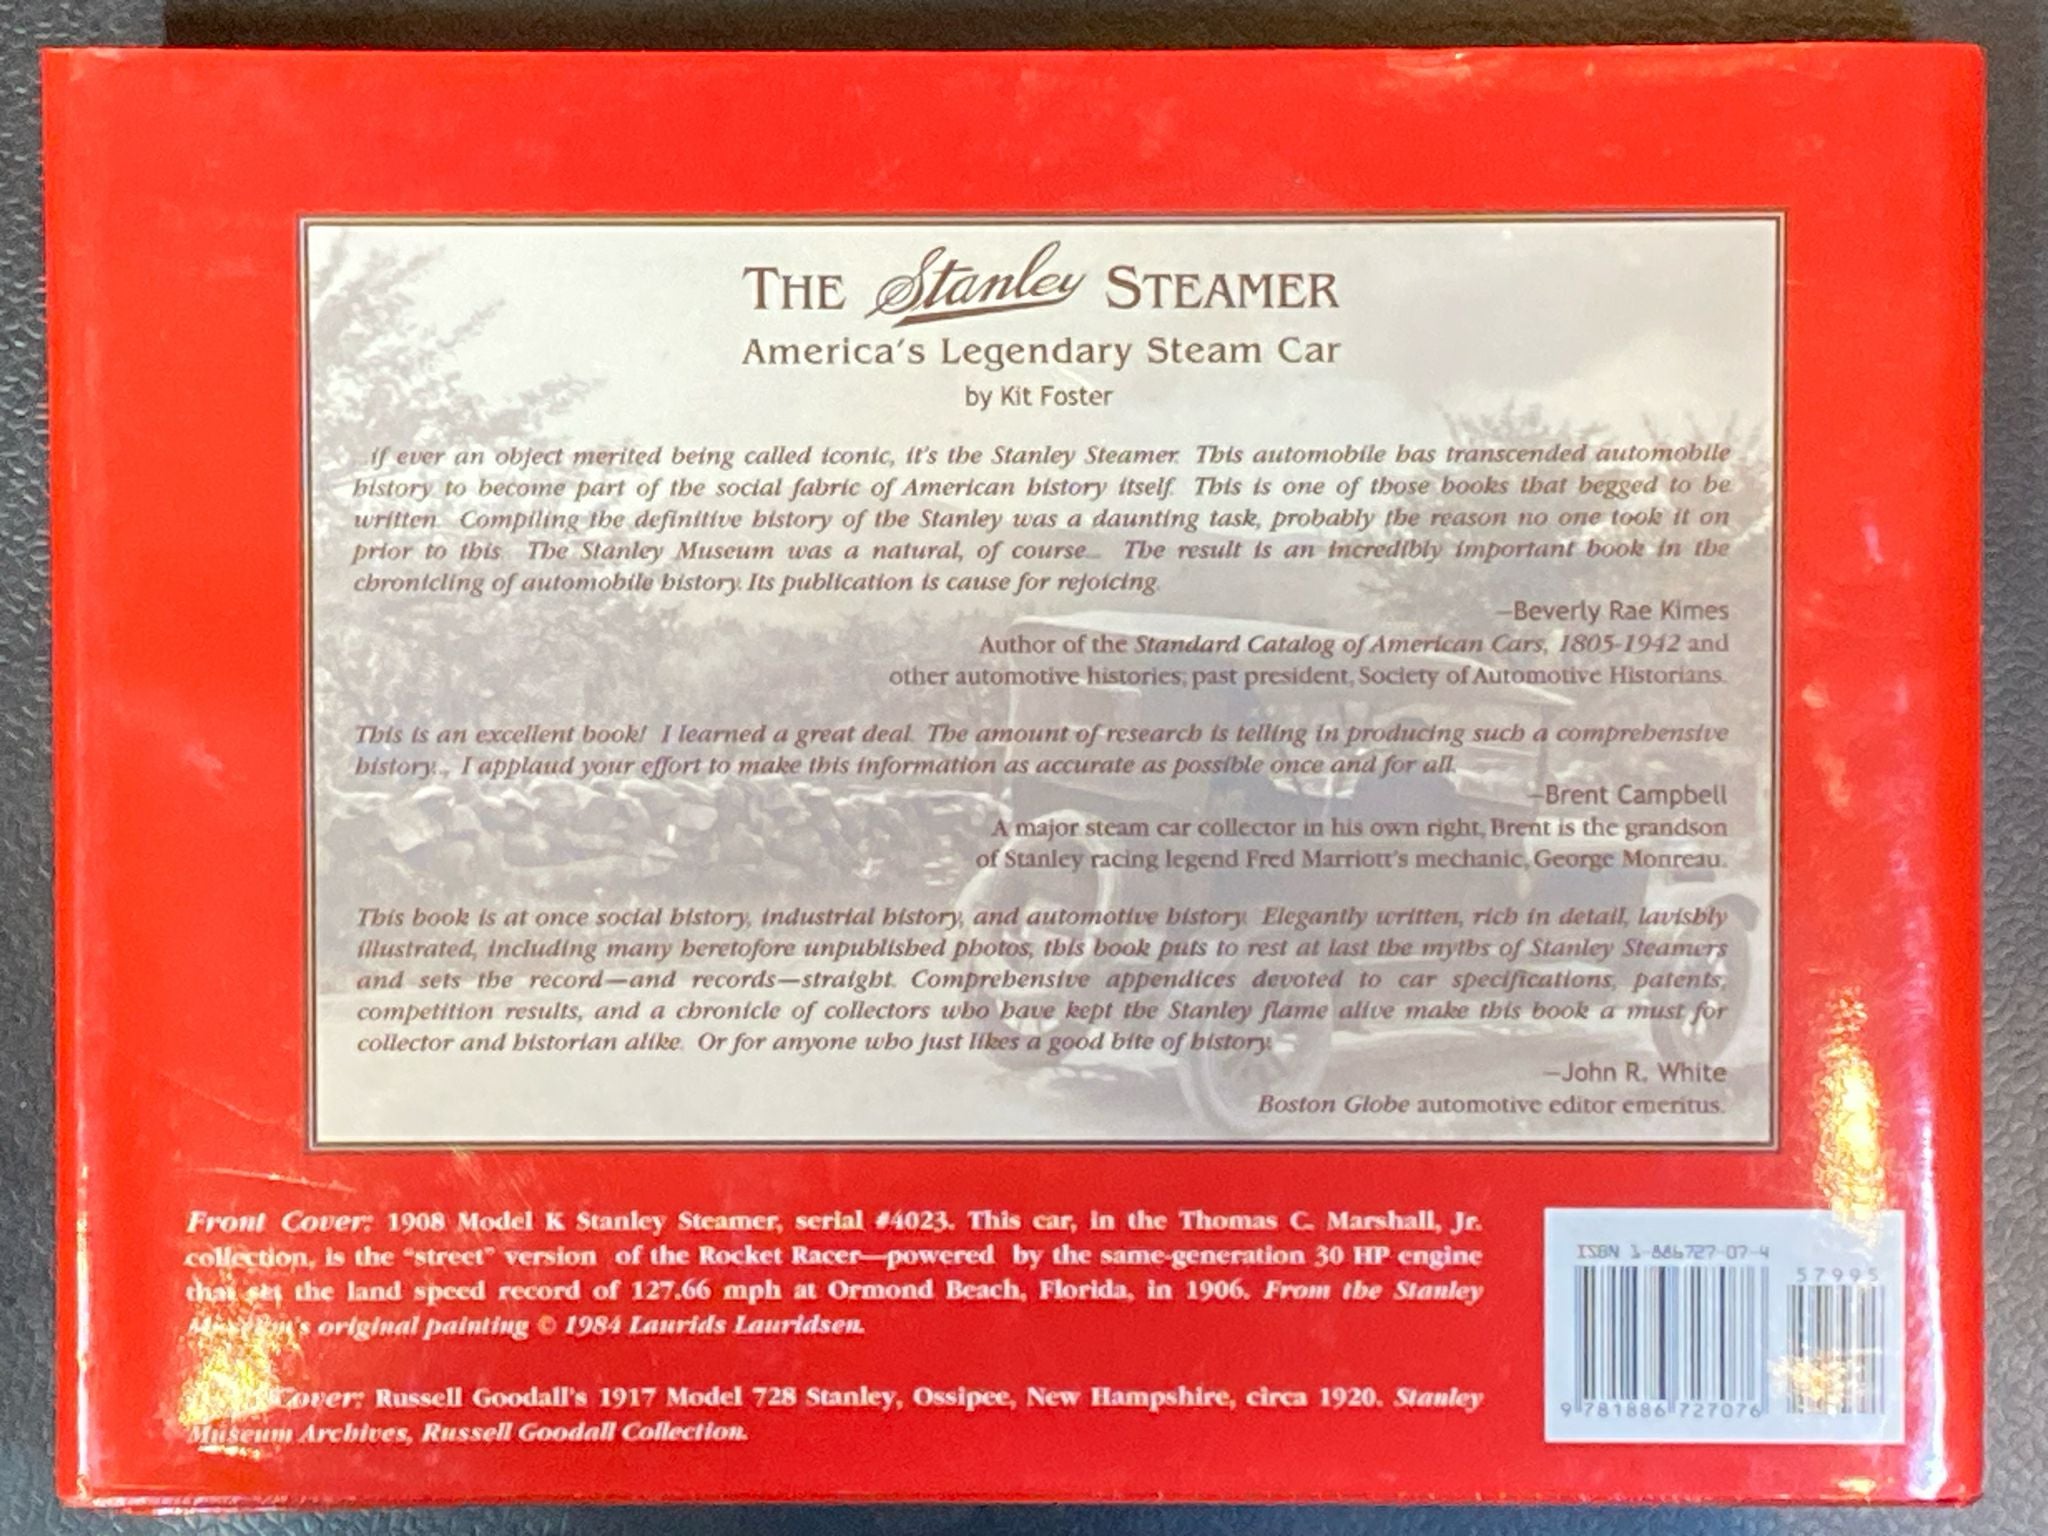 THE Stanley STEAMER
America's Legendary Steam Car
by Kit Foster
...if ever an object merited being called iconic, it's the Stanley Steamer. This automobile has transcended automobile
history to become part of the social fabric of American history itself. This is one of those books that begged to be
written. Compiling the definitive history of the Stanley was a daunting task, probably the reason no one took it on
prior to this. The Stanley Museum was a natural, of course... The result is an incredibly important book in the
chronicling of automobile history. Its publication is cause for rejoicing.
—Beverly Rae Kimes
Author of the Standard Catalog of American Cars, 1805-1942 and
other automotive histories; past president, Society of Automotive Historians.
This is an excellent book! I learned a great deal. The amount of research is telling in producing such a comprehensive
history... I applaud your effort to make this information as accurate as possible once and for all.
—Brent Campbell
A major steam car collector in his own right, Brent is the grandson
of Stanley racing legend Fred Marriott's mechanic, George Monreau.
This book is at once social history, industrial history, and automotive history. Elegantly written, rich in detail, lavishly
illustrated, including many heretofore unpublished photos, this book puts to rest at last the myths of Stanley Steamers
and sets the record—and records—straight. Comprehensive appendices devoted to car specifications, patents,
competition results, and a chronicle of collectors who have kept the Stanley flame alive make this book a must for
collector and historian alike. Or for anyone who just likes a good bite of history.
—John R. White
Boston Globe automotive editor emeritus.
Front Cover: 1908 Model K Stanley Steamer, serial #4023. This car, in the Thomas C. Marshall, Jr.
collection, is the "street" version of the Rocket Racer—powered by the same-generation 30 HP engine
that set the land speed record of 127.66 mph at Ormond Beach, Florida, in 1906. From the Stanley
original painting © 1984 Laurids Lauridsen.
Cover: Russell Goodall's 1917 Model 728 Stanley, Ossipee, New Hampshire, circa 1920. Stanley
Museum Archives, Russell Goodall Collection.
ISBN 1-886727-07-4
57995
9 781886 727076